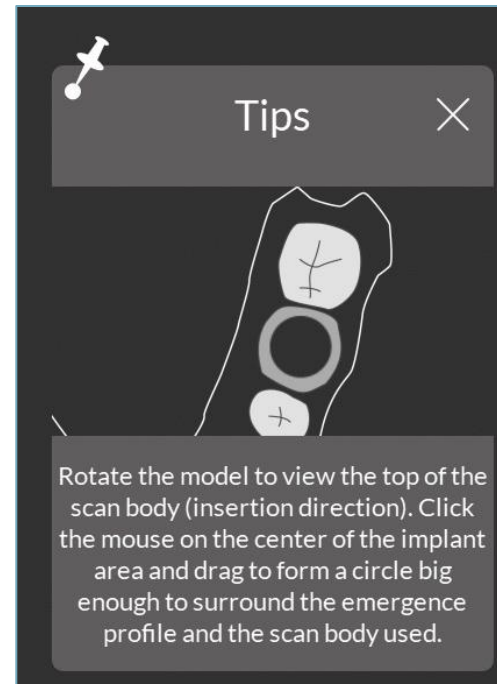 Tips
Rotate the model to view the top of the
scan body (insertion direction). Click
the mouse on the center of the implant
area and drag to form a circle big
enough to surround the emergence
profile and the scan body used.